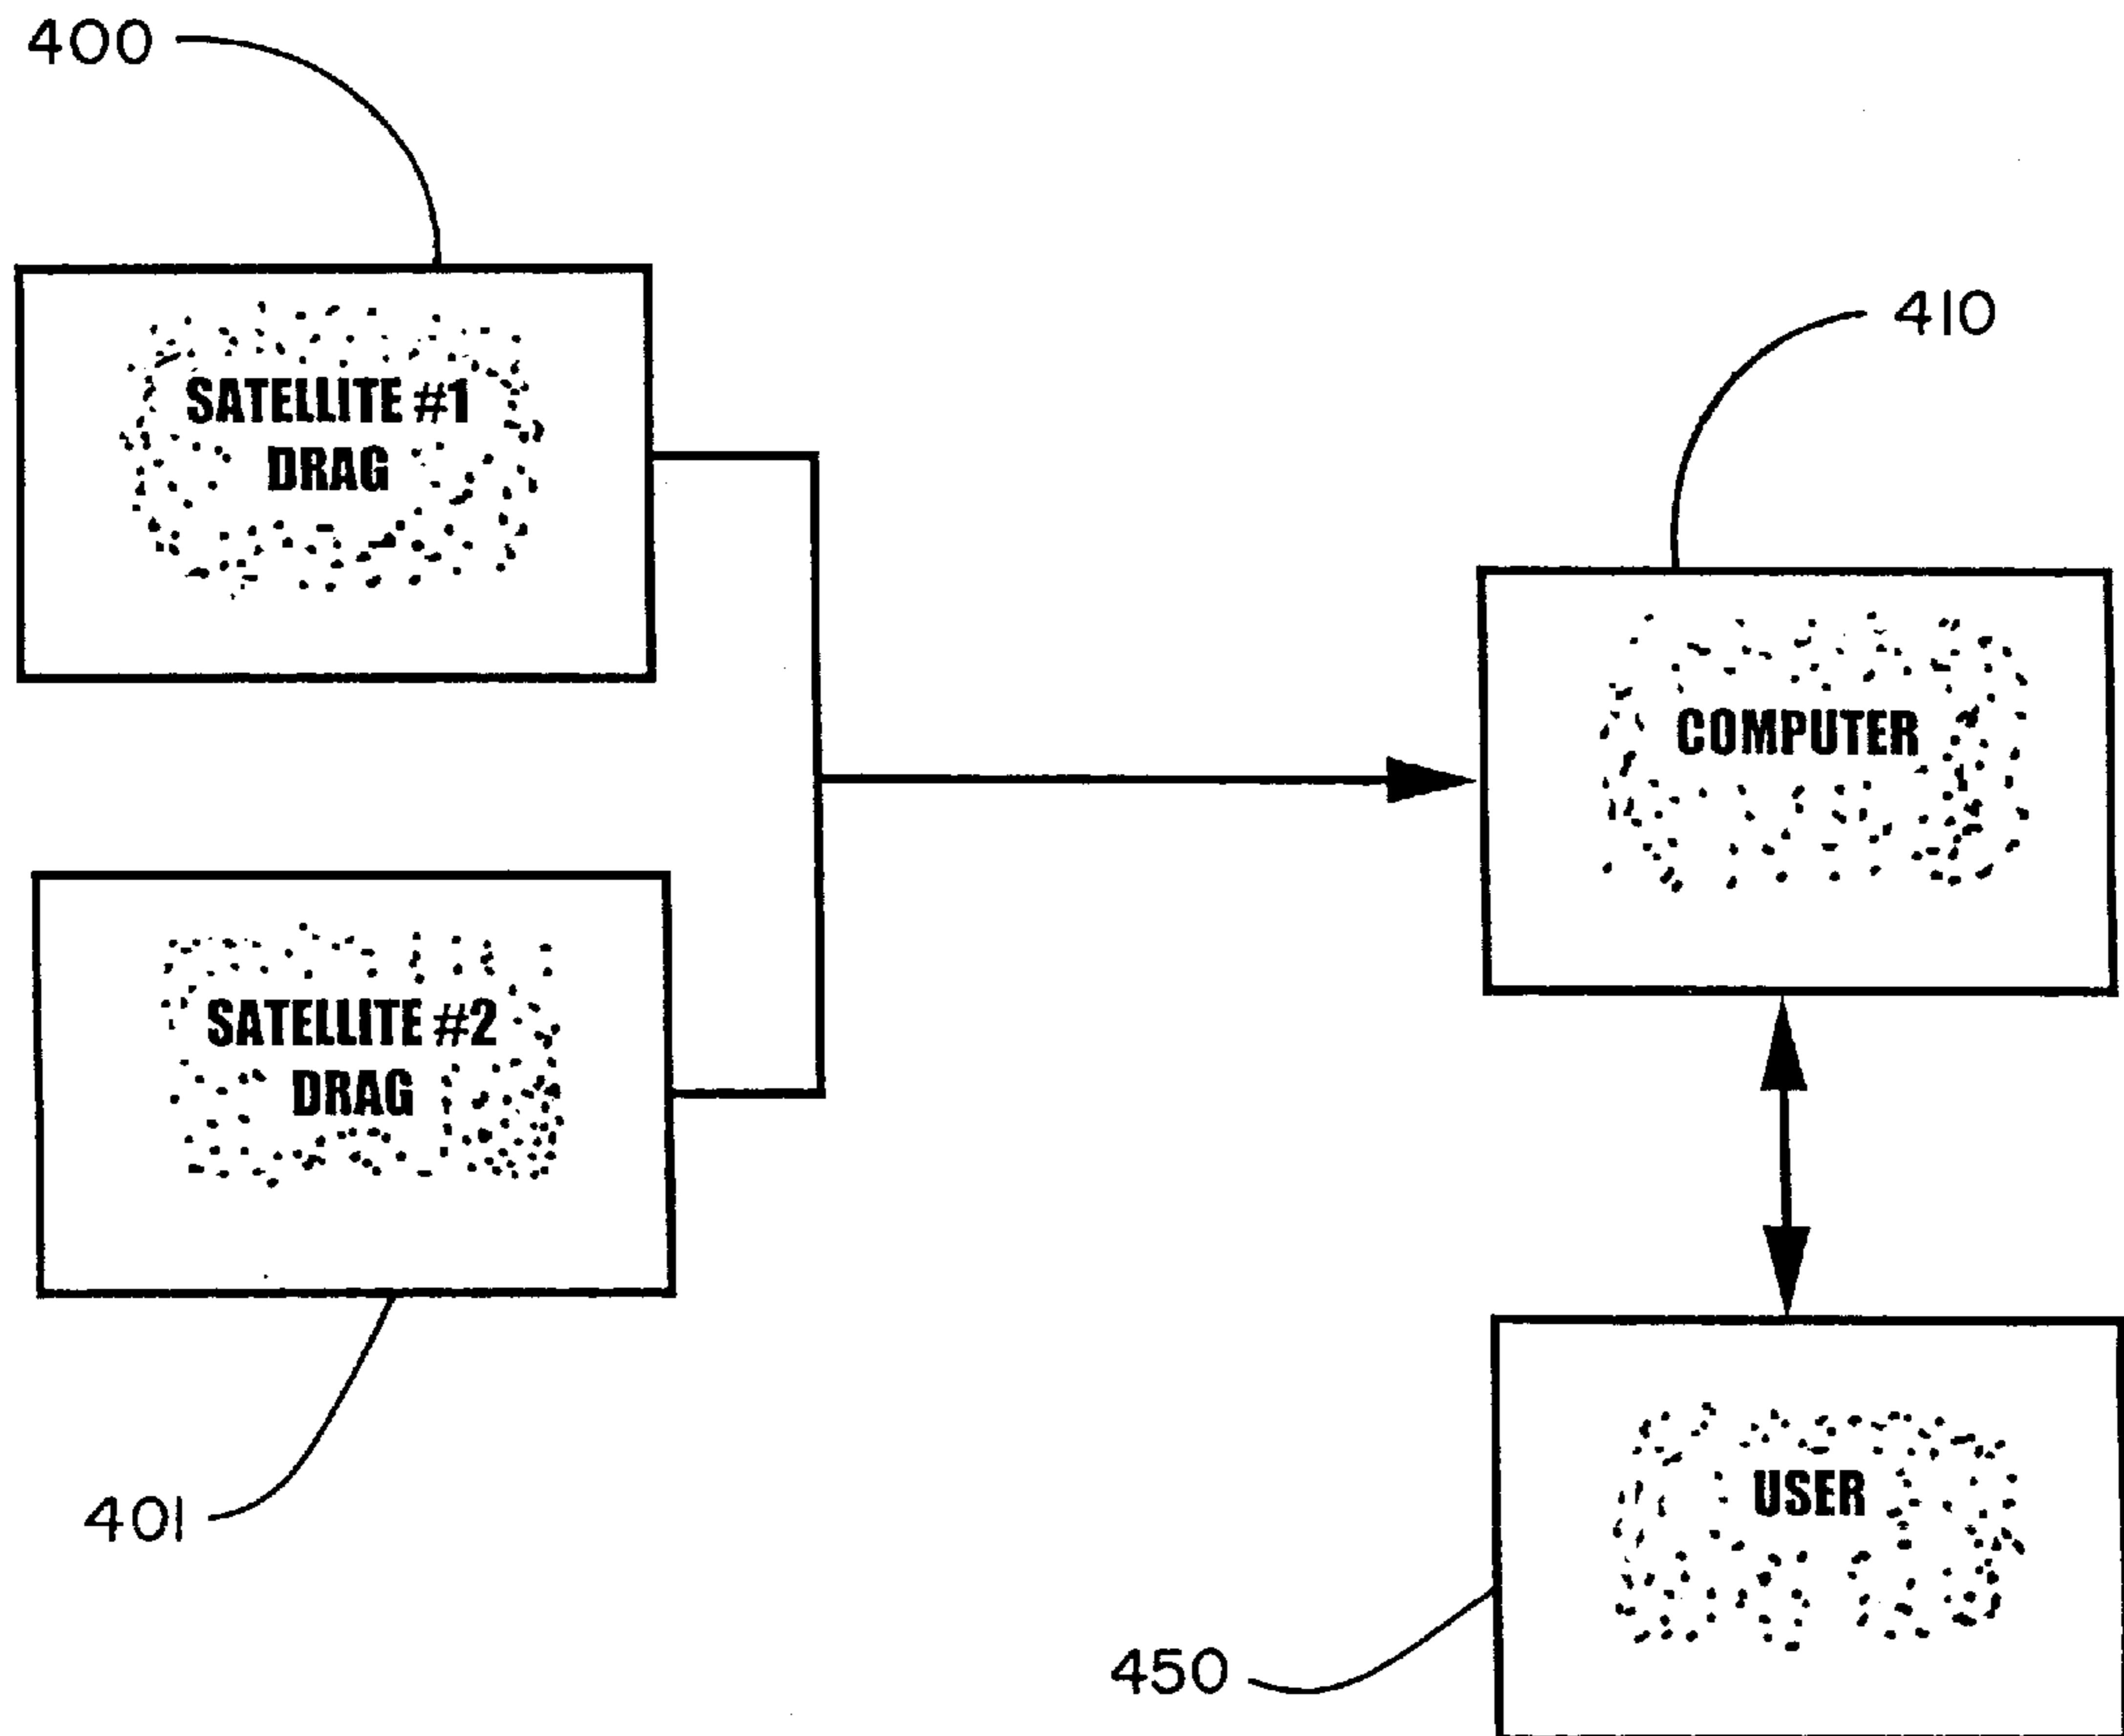 400
SATELLITE #1
DRAG
410
COMPUTER
SATELLITE #2
DRAG
401
USER
450